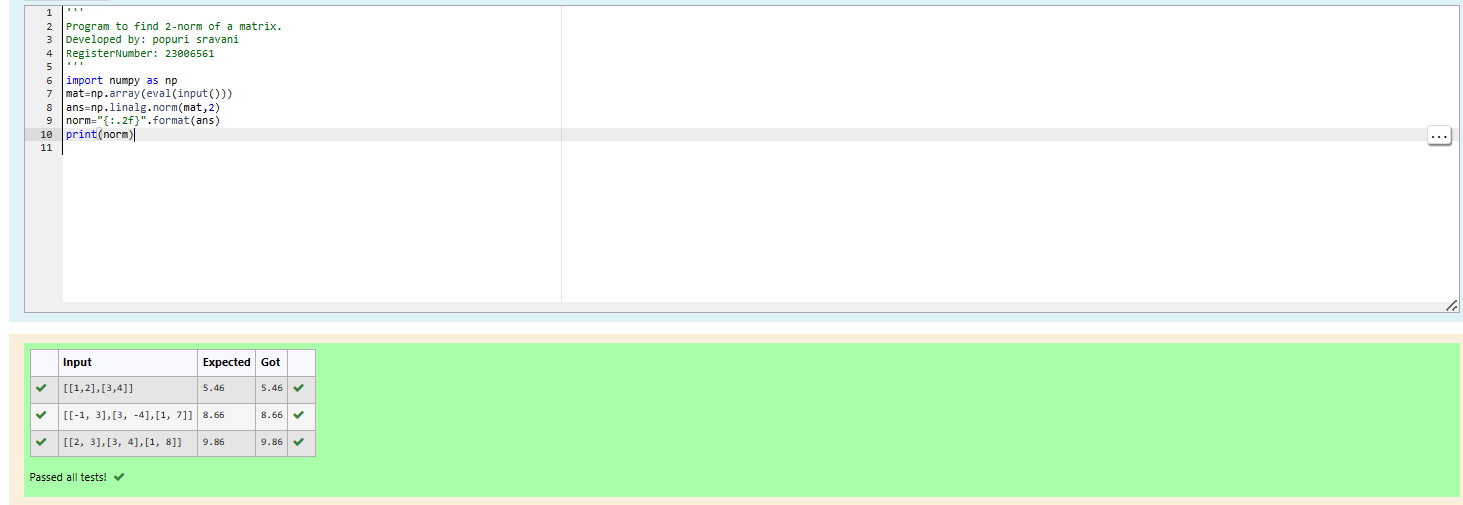 1 '''
2 Program to find 2-norm of a matrix.
3 Developed by: popuri sravani
4 RegisterNumber: 23006561
5 '''
6 import numpy as np
7 mat=np.array(eval(input()))
8 ans=np.linalg.norm(mat,2)
9 norm="{:.2f}".format(ans)
10 print(norm)
11
...
Input Expected Got
[[1,2],[3,4]] 5.46 5.46
[[-1, 3],[3, -4],[1, 7]] 8.66 8.66
[[2, 3],[3, 4],[1, 8]] 9.86 9.86
Passed all tests!